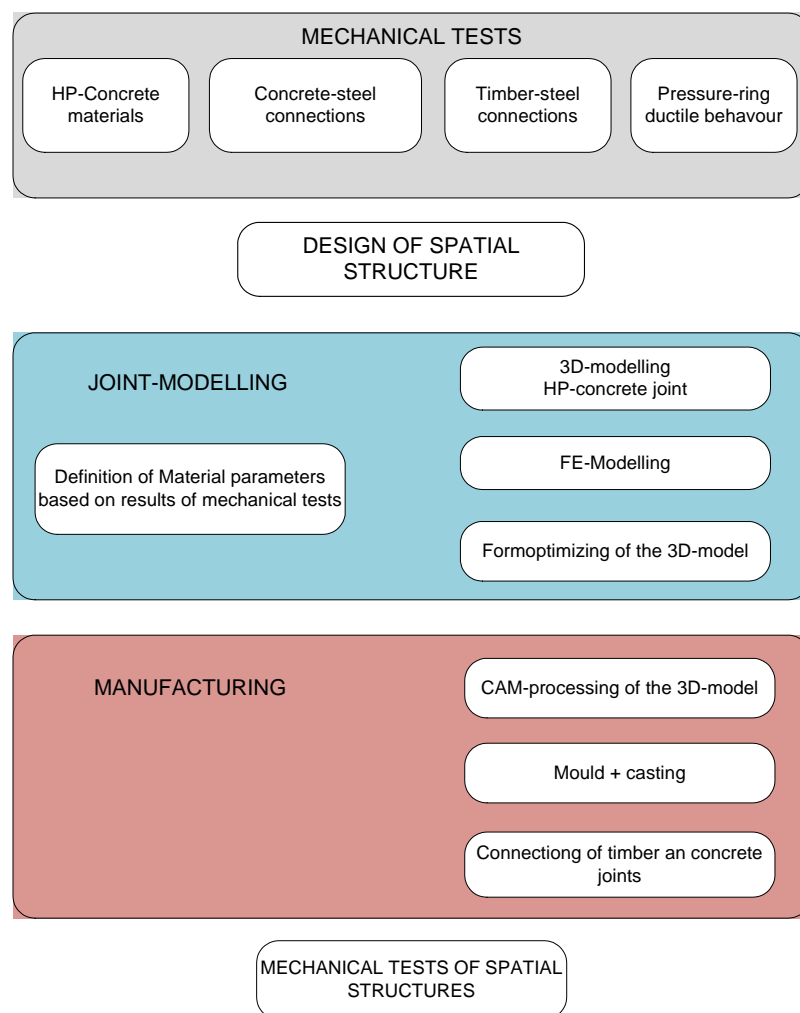 MECHANICAL TESTS
HP-Concrete
materials
Concrete-steel
connections
Timber-steel
connections
Pressure-ring
ductile behavour
DESIGN OF SPATIAL
STRUCTURE
JOINT-MODELLING
3D-modelling
HP-concrete joint
Definition of Material parameters
based on results of mechanical tests
FE-Modelling
Formoptimizing of the 3D-model
MANUFACTURING
CAM-processing of the 3D-model
Mould + casting
Connectiong of timber an concrete
joints
MECHANICAL TESTS OF SPATIAL
STRUCTURES